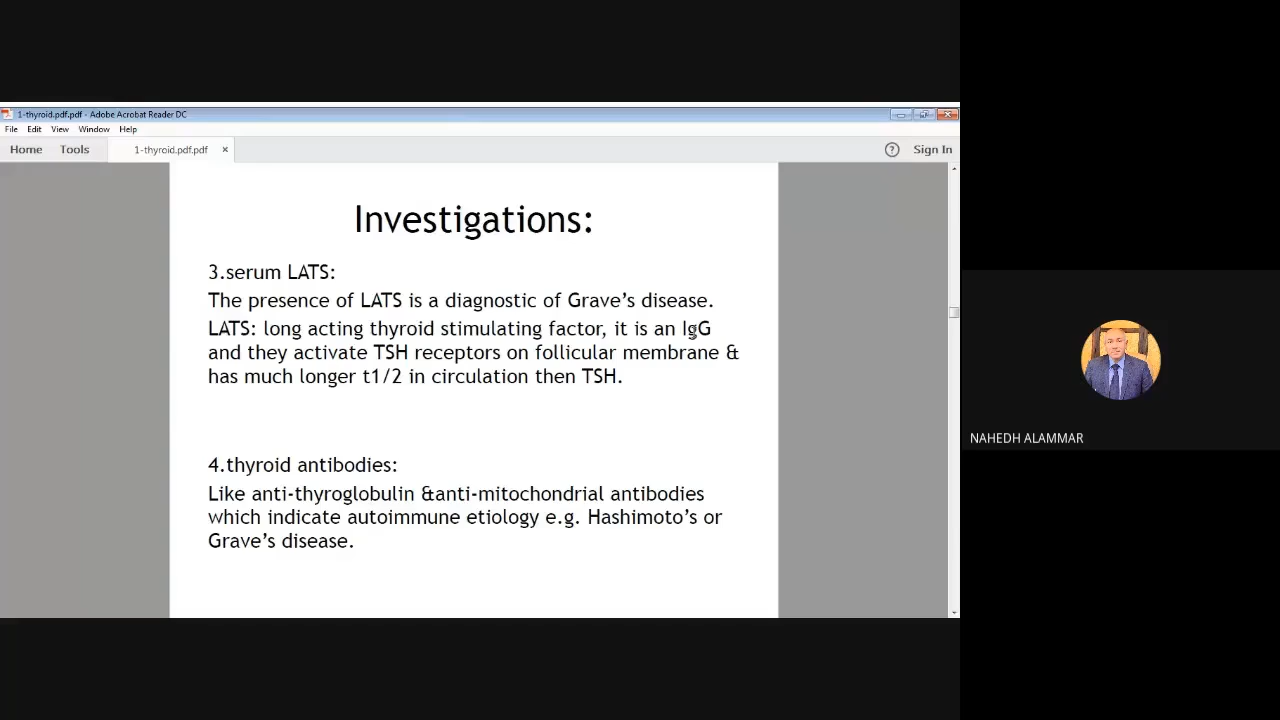 1-thyroid.pdf.pdf - Adobe Acrobat Reader DC
File Edit View Window Help
Home Tools 1-thyroid.pdf.pdf × ? Sign In
Investigations:
3.serum LATS:
The presence of LATS is a diagnostic of Grave’s disease.
LATS: long acting thyroid stimulating factor, it is an IgG
and they activate TSH receptors on follicular membrane &
has much longer t1/2 in circulation then TSH.
4.thyroid antibodies:
Like anti-thyroglobulin &anti-mitochondrial antibodies
which indicate autoimmune etiology e.g. Hashimoto’s or
Grave’s disease.
NAHEDH ALAMMAR